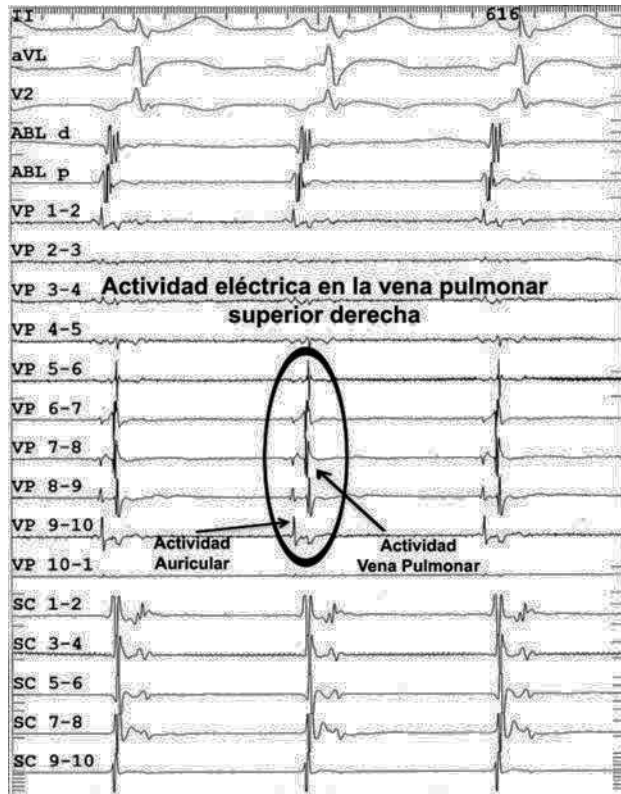 II
616
aVL
V2
ABL d
ABL p
VP 1-2
VP 2-3
Actividad eléctrica en la vena pulmonar
VP 3-4
superior derecha
VP 4-5
VP 5-6
VP 6-7
VP 7-8
VP 8-9
VP 9-10
Actividad
Auricular
Actividad
Vena Pulmonar
VP 10-1
SC 1-2
SC 3-4
SC 5-6
SC 7-8
SC 9-10